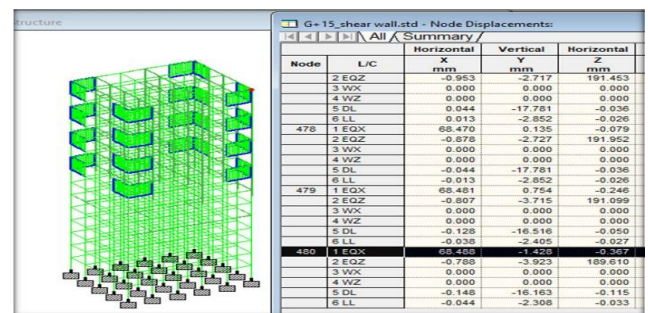 tructure
G+15_shear wall.std - Node Displacements:
All Summary
Horizontal Vertical Horizontal
Node L/C X mm Y mm Z mm
2 EQZ -0.953 -2.717 191.453
3 WX 0.000 0.000 0.000
4 WZ 0.000 0.000 0.000
5 DL 0.044 -17.781 -0.036
6 LL 0.013 -2.852 -0.026
478 1 EQX 68.470 0.135 -0.079
2 EQZ -0.878 -2.727 191.952
3 WX 0.000 0.000 0.000
4 WZ 0.000 0.000 0.000
5 DL -0.044 -17.781 -0.036
6 LL -0.013 -2.852 -0.026
479 1 EQX 68.481 0.754 -0.246
2 EQZ -0.807 -3.715 191.099
3 WX 0.000 0.000 0.000
4 WZ 0.000 0.000 0.000
5 DL -0.128 -16.516 -0.050
6 LL -0.038 -2.405 -0.027
480 1 EQX 68.488 -1.428 -0.367
2 EQZ -0.788 -3.923 189.610
3 WX 0.000 0.000 0.000
4 WZ 0.000 0.000 0.000
5 DL -0.148 -16.163 -0.115
6 LL -0.044 -2.308 -0.033